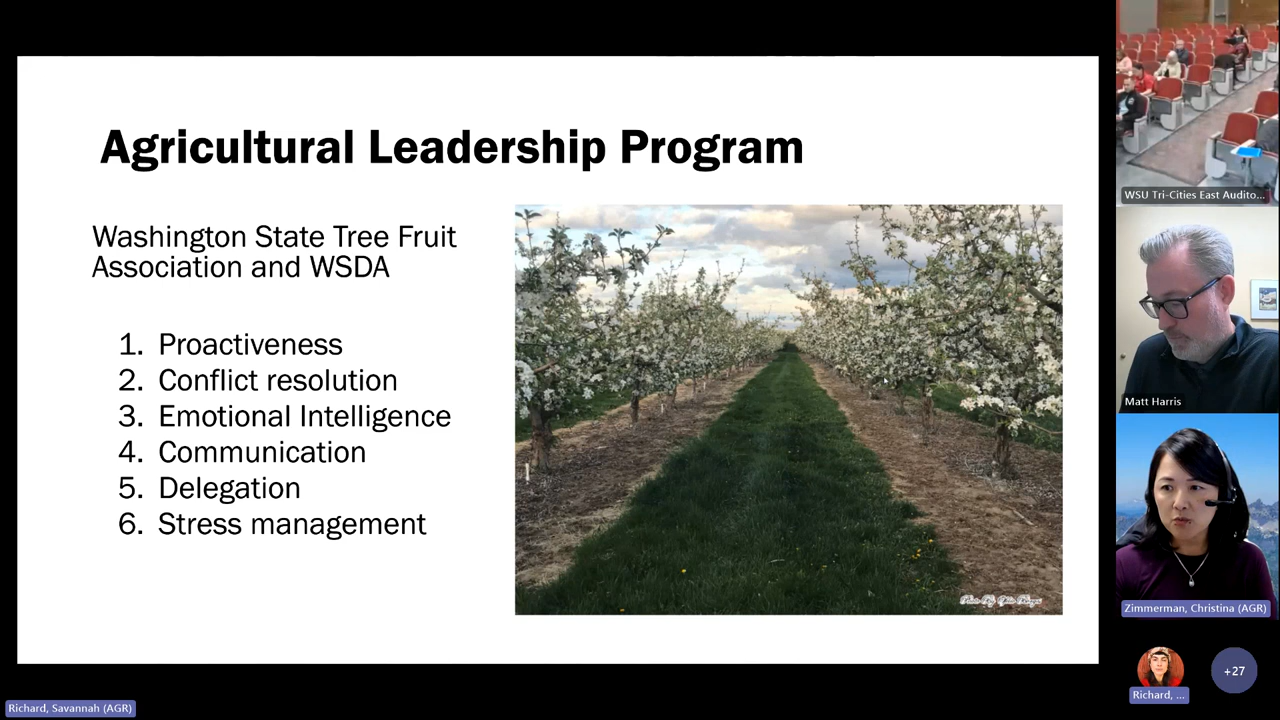 Agricultural Leadership Program
Washington State Tree Fruit
Association and WSDA
1. Proactiveness
2. Conflict resolution
3. Emotional Intelligence
4. Communication
5. Delegation
6. Stress management
WSU Tri-Cities East Audito...
Matt Harris
Zimmerman, Christina (AGR)
Richard, ...
+27
Richard, Savannah (AGR)